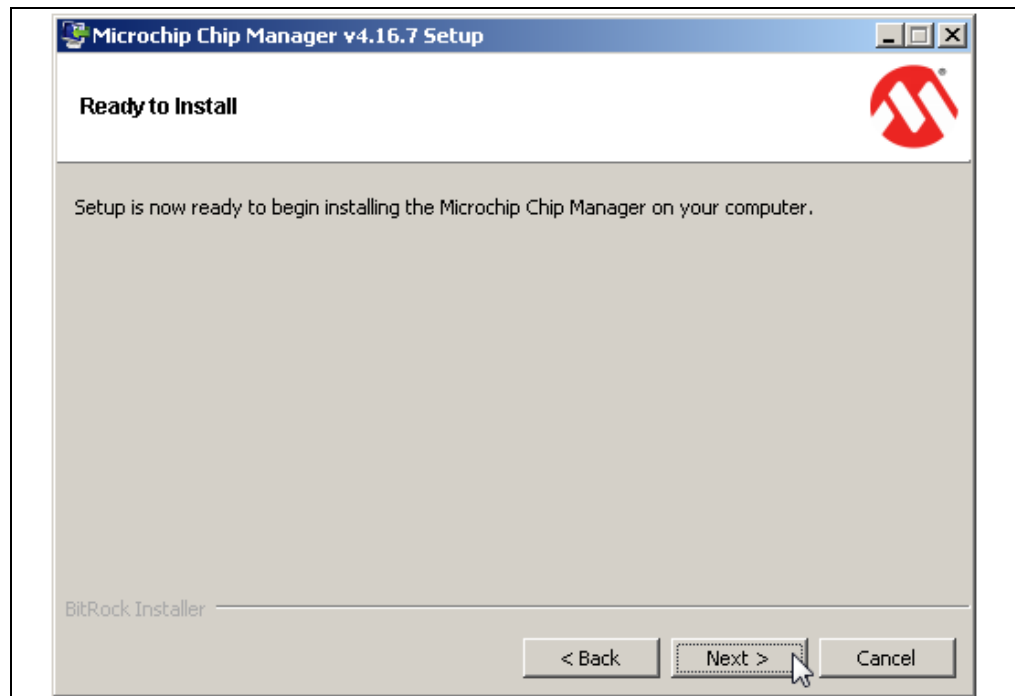 Microchip Chip Manager v4.16.7 Setup
Ready to Install
Setup is now ready to begin installing the Microchip Chip Manager on your computer.
BitRock Installer
< Back Next > Cancel